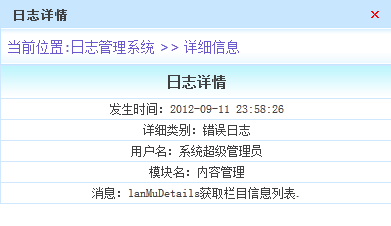 日志详情
当前位置:日志管理系统 >> 详细信息
日志详情
发生时间：2012-09-11 23:58:26
详细类别：错误日志
用户名：系统超级管理员
模块名：内容管理
消息：lanMuDetails获取栏目信息列表.